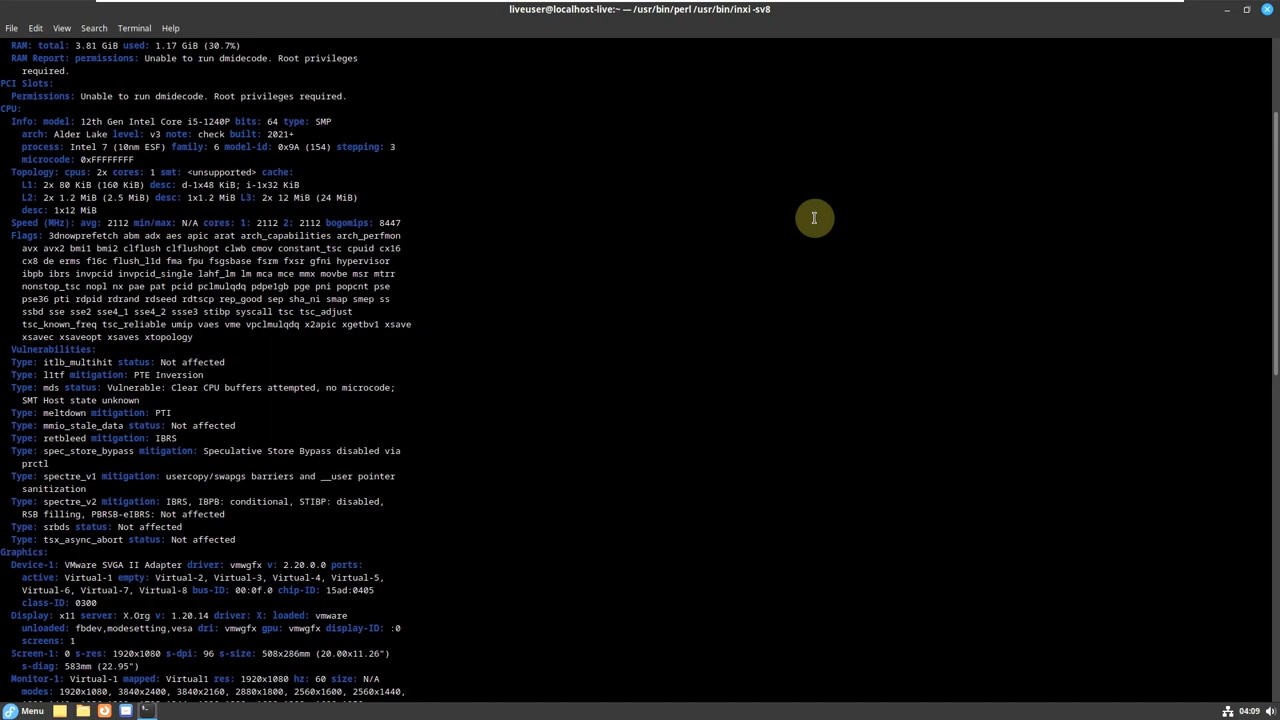 liveuser@localhost-live:~ — /usr/bin/perl /usr/bin/inxi -sv8
File Edit View Search Terminal Help
RAM: total: 3.81 GiB used: 1.17 GiB (30.7%)
RAM Report: permissions: Unable to run dmidecode. Root privileges
required.
PCI Slots:
Permissions: Unable to run dmidecode. Root privileges required.
CPU:
Info: model: 12th Gen Intel Core i5-1240P bits: 64 type: SMP
arch: Alder Lake level: v3 note: check built: 2021+
process: Intel 7 (10nm ESF) family: 6 model-id: 0x9A (154) stepping: 3
microcode: 0xFFFFFFFF
Topology: cpus: 2x cores: 1 smt: <unsupported> cache:
L1: 2x 80 KiB (160 KiB) desc: d-1x48 KiB; i-1x32 KiB
L2: 2x 1.2 MiB (2.5 MiB) desc: 1x1.2 MiB L3: 2x 12 MiB (24 MiB)
desc: 1x12 MiB
Speed (MHz): avg: 2112 min/max: N/A cores: 1: 2112 2: 2112 bogomips: 8447
Flags: 3dnowprefetch abm adx aes apic arat arch_capabilities arch_perfmon
avx avx2 bmi1 bmi2 clflush clflushopt clwb cmov constant_tsc cpuid cx16
cx8 de erms f16c flush_l1d fma fpu fsgsbase fsrm fxsr gfni hypervisor
ibpb ibrs invpcid invpcid_single lahf_lm lm mca mce mmx movbe msr mtrr
nonstop_tsc nopl nx pae pat pcid pclmulqdq pdpe1gb pge pni popcnt pse
pse36 pti rdpid rdrand rdseed rdtscp rep_good sep sha_ni smap smep ss
ssbd sse sse2 sse4_1 sse4_2 ssse3 stibp syscall tsc tsc_adjust
tsc_known_freq tsc_reliable umip vaes vme vpclmulqdq x2apic xgetbv1 xsave
xsavec xsaveopt xsaves xtopology
Vulnerabilities:
Type: itlb_multihit status: Not affected
Type: l1tf mitigation: PTE Inversion
Type: mds status: Vulnerable: Clear CPU buffers attempted, no microcode;
SMT Host state unknown
Type: meltdown mitigation: PTI
Type: mmio_stale_data status: Not affected
Type: retbleed mitigation: IBRS
Type: spec_store_bypass mitigation: Speculative Store Bypass disabled via
prctl
Type: spectre_v1 mitigation: usercopy/swapgs barriers and __user pointer
sanitization
Type: spectre_v2 mitigation: IBRS, IBPB: conditional, STIBP: disabled,
RSB filling, PBRSB-eIBRS: Not affected
Type: srbds status: Not affected
Type: tsx_async_abort status: Not affected
Graphics:
Device-1: VMware SVGA II Adapter driver: vmwgfx v: 2.20.0.0 ports:
active: Virtual-1 empty: Virtual-2, Virtual-3, Virtual-4, Virtual-5,
Virtual-6, Virtual-7, Virtual-8 bus-ID: 00:0f.0 chip-ID: 15ad:0405
class-ID: 0300
Display: x11 server: X.Org v: 1.20.14 driver: X: loaded: vmware
unloaded: fbdev,modesetting,vesa dri: vmwgfx gpu: vmwgfx display-ID: :0
screens: 1
Screen-1: 0 s-res: 1920x1080 s-dpi: 96 s-size: 508x286mm (20.00x11.26")
s-diag: 583mm (22.95")
Monitor-1: Virtual-1 mapped: Virtual1 res: 1920x1080 hz: 60 size: N/A
modes: 1920x1080, 3840x2400, 3840x2160, 2880x1800, 2560x1600, 2560x1440,
Menu 04:09